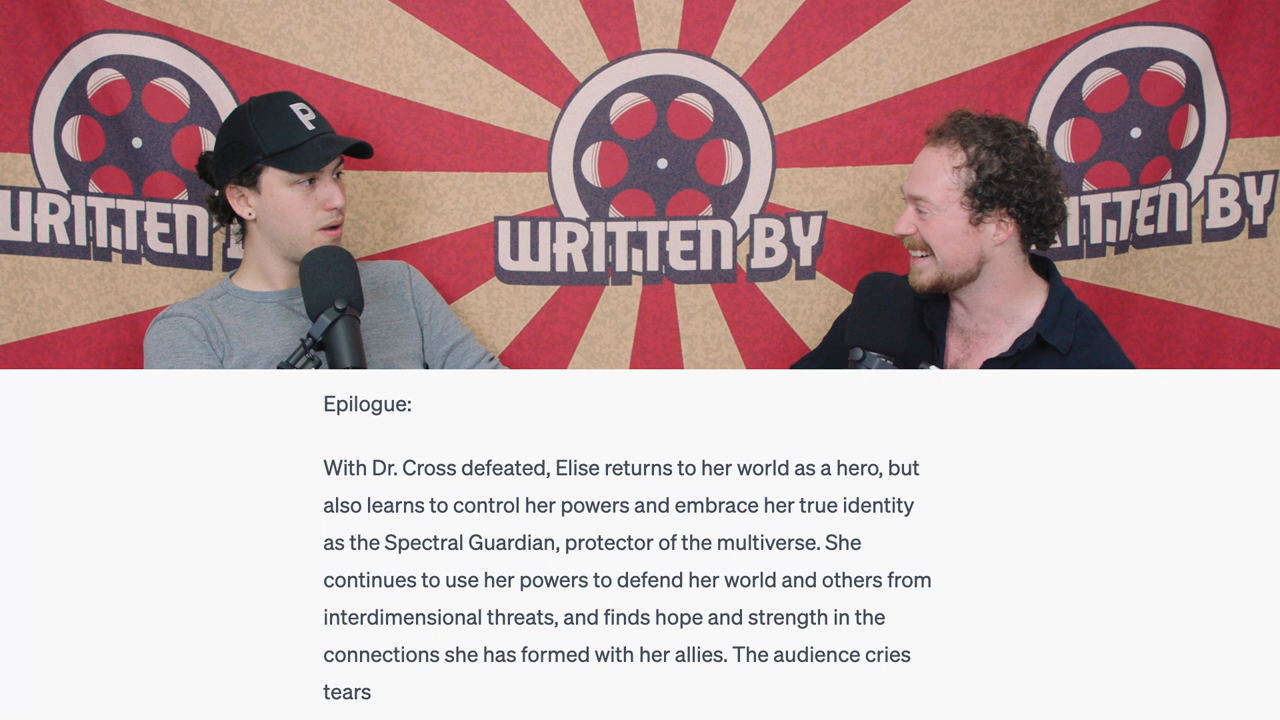 P
WRITTEN
WRITTEN BY
ITTEN BY
Epilogue:
With Dr. Cross defeated, Elise returns to her world as a hero, but
also learns to control her powers and embrace her true identity
as the Spectral Guardian, protector of the multiverse. She
continues to use her powers to defend her world and others from
interdimensional threats, and finds hope and strength in the
connections she has formed with her allies. The audience cries
tears